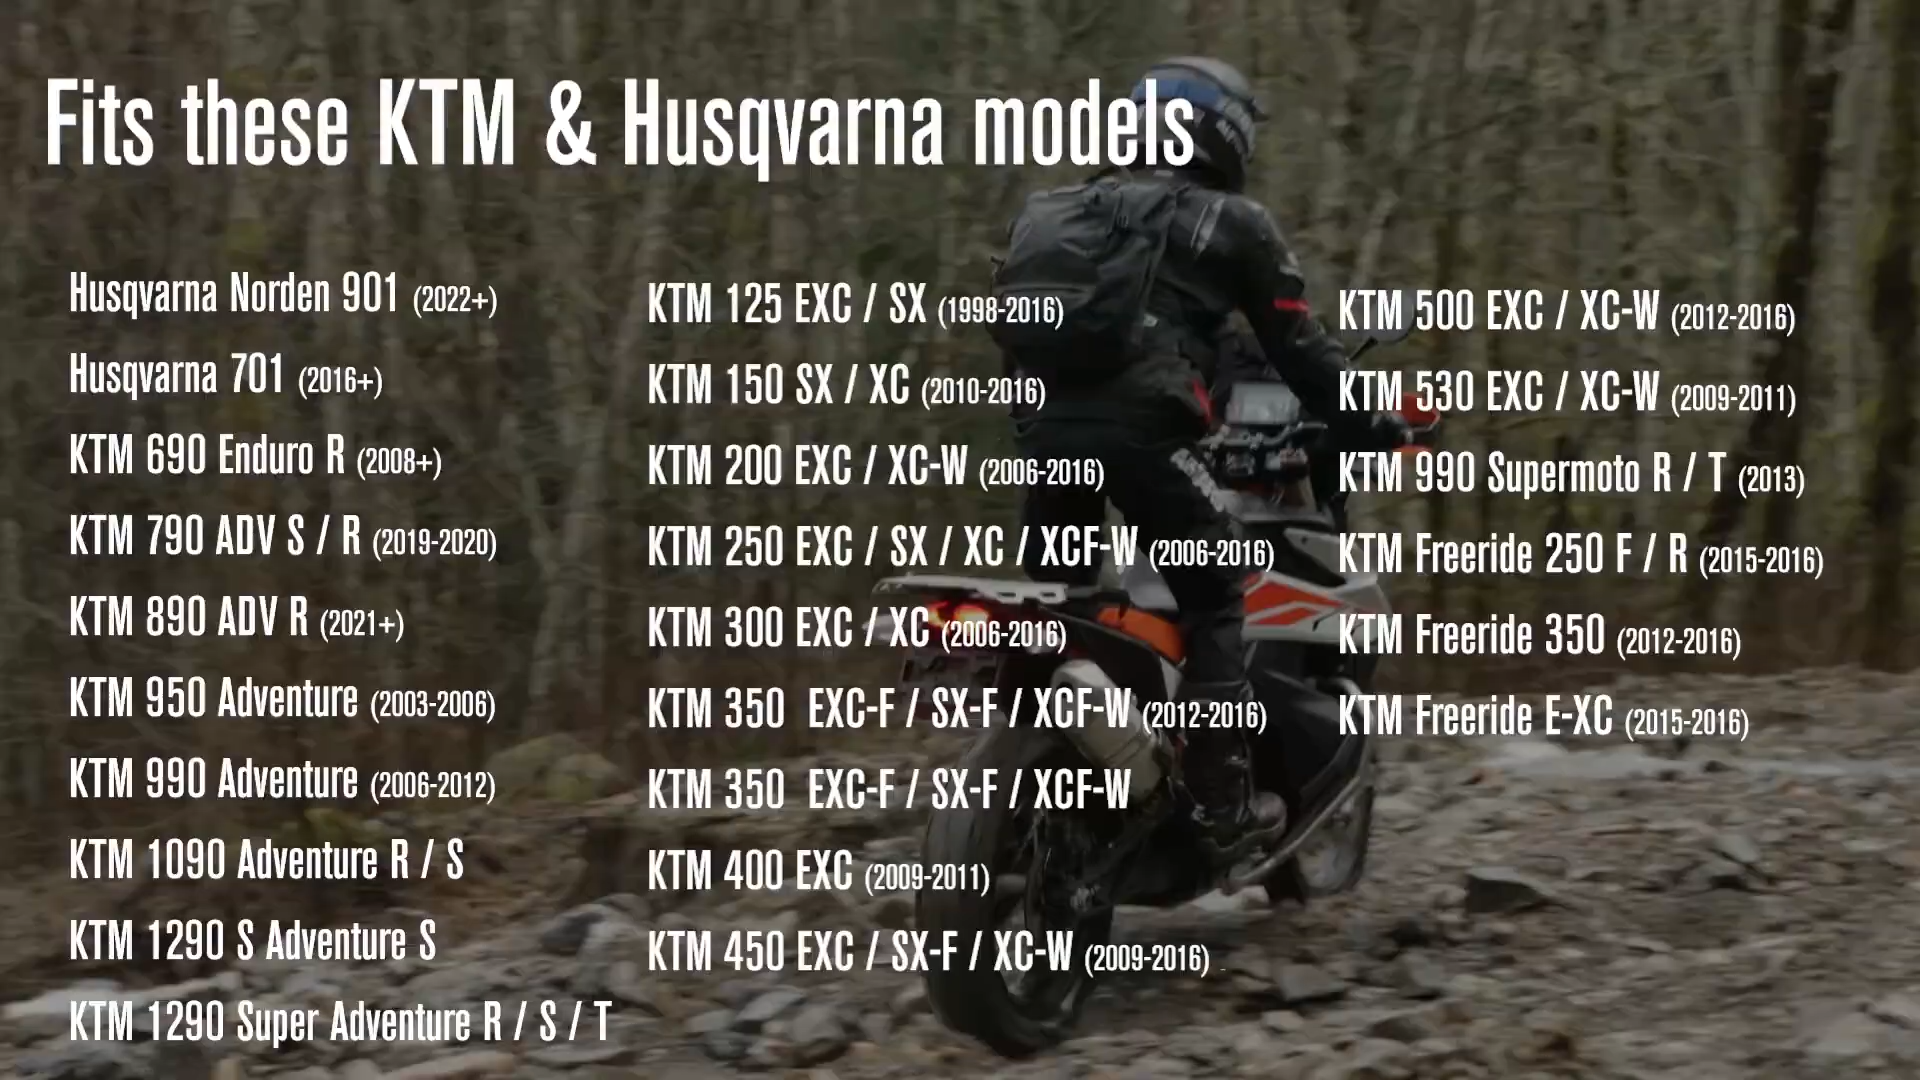 Fits these KTM & Husqvarna models
Husqvarna Norden 901 (2022+)
Husqvarna 701 (2016+)
KTM 690 Enduro R (2008+)
KTM 790 ADV S / R (2019-2020)
KTM 890 ADV R (2021+)
KTM 950 Adventure (2003-2006)
KTM 990 Adventure (2006-2012)
KTM 1090 Adventure R / S
KTM 1290 S Adventure S
KTM 1290 Super Adventure R / S / T
KTM 125 EXC / SX (1998-2016)
KTM 150 SX / XC (2010-2016)
KTM 200 EXC / XC-W (2006-2016)
KTM 250 EXC / SX / XC / XCF-W (2006-2016)
KTM 300 EXC / XC (2006-2016)
KTM 350 EXC-F / SX-F / XCF-W (2012-2016)
KTM 350 EXC-F / SX-F / XCF-W
KTM 400 EXC (2009-2011)
KTM 450 EXC / SX-F / XC-W (2009-2016)
KTM 500 EXC / XC-W (2012-2016)
KTM 530 EXC / XC-W (2009-2011)
KTM 990 Supermoto R / T (2013)
KTM Freeride 250 F / R (2015-2016)
KTM Freeride 350 (2012-2016)
KTM Freeride E-XC (2015-2016)